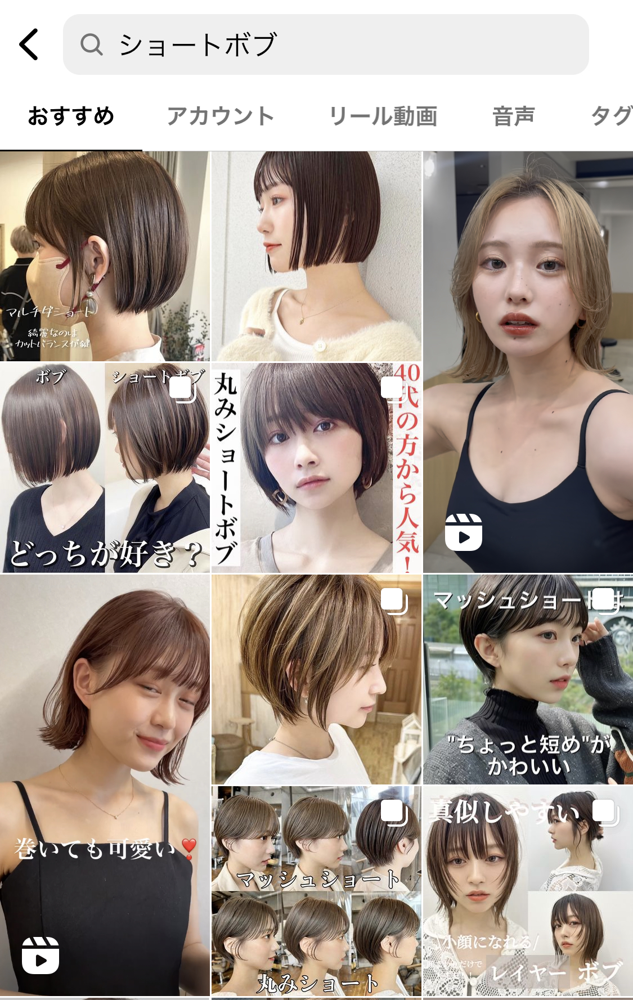 ショートボブ
おすすめ
アカウント
リール動画
音声
タグ
マルチダショート
綺麗なのは
カットバランスが鍵
ボブ
ショートボブ
どっちが好き？
丸みショートボブ
40代の方から人気！
マッシュショートは
"ちょっと短め"が
かわいい
巻いても可愛い❣️
マッシュショート
丸みショート
真似しやすい
\小顔になれる/
だけで
レイヤー ボブ